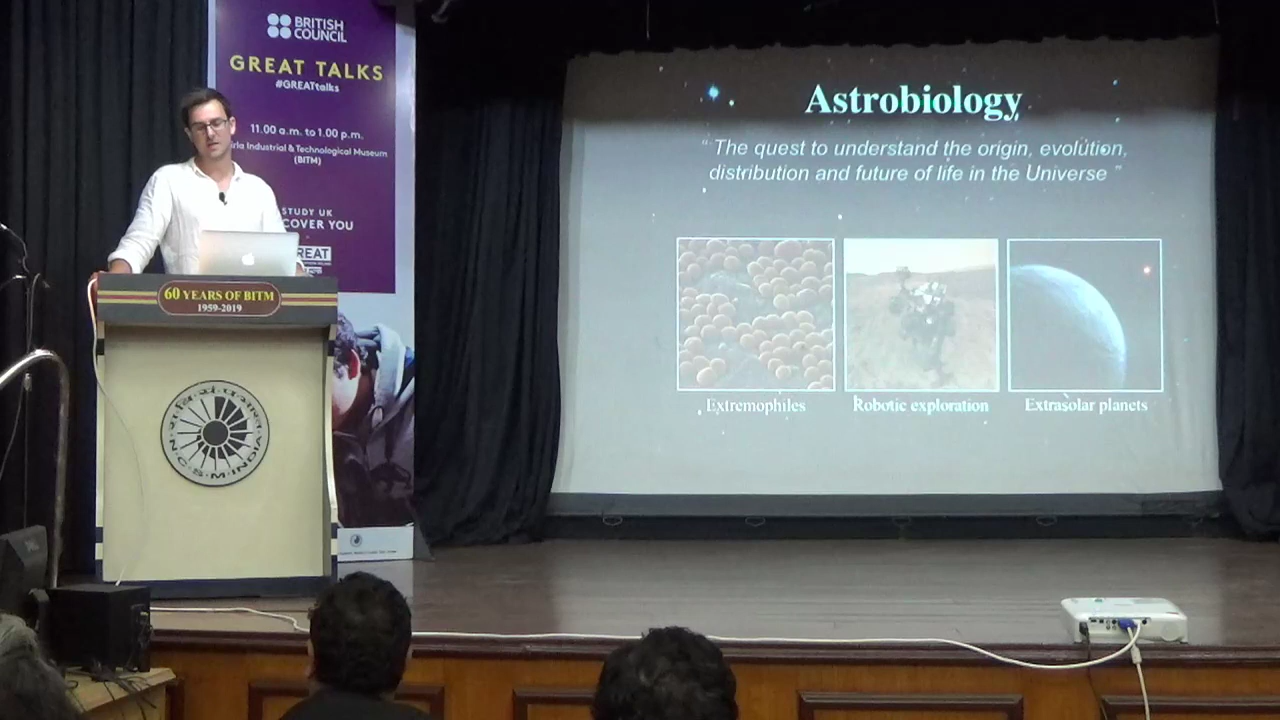 BRITISH
COUNCIL
GREAT TALKS
#GREATtalks
11.00 a.m. to 1.00 p.m.
Industrial & Technological Museum
(BITM)
STUDY UK
COVER YOU
REAT
60 YEARS OF BITM
1959-2019
N.C.S.M. INDIA
Astrobiology
“ The quest to understand the origin, evolution,
distribution and future of life in the Universe ”
Extremophiles
Robotic exploration
Extrasolar planets